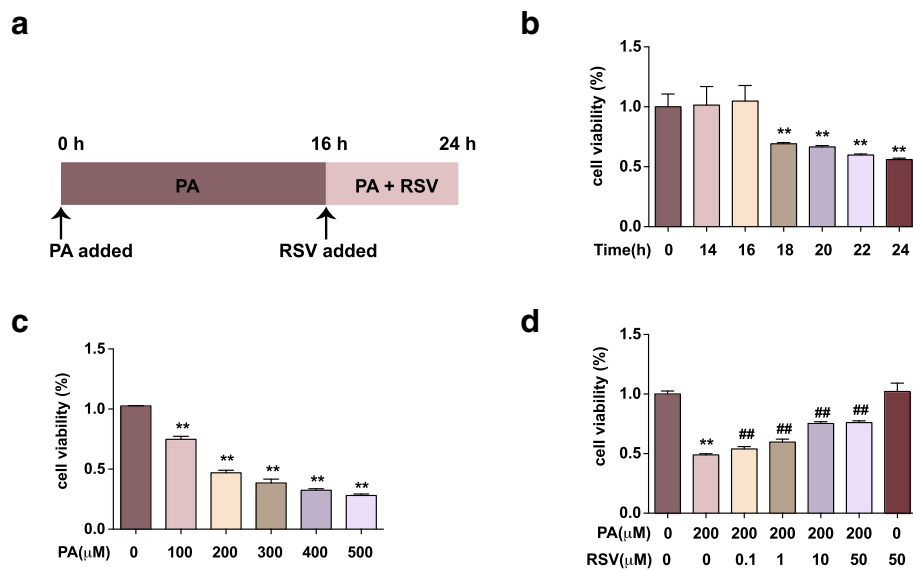 a
0 h 16 h 24 h
PA PA + RSV
PA added RSV added
b
cell viability (%)
1.5
1.0
0.5
0.0
** ** ** **
Time(h) 0 14 16 18 20 22 24
c
cell viability (%)
1.5
1.0
0.5
0.0
** ** ** ** **
PA(μM) 0 100 200 300 400 500
d
cell viability (%)
1.5
1.0
0.5
0.0
** ## ## ## ##
PA(μM) 0 200 200 200 200 200 0
RSV(μM) 0 0 0.1 1 10 50 50